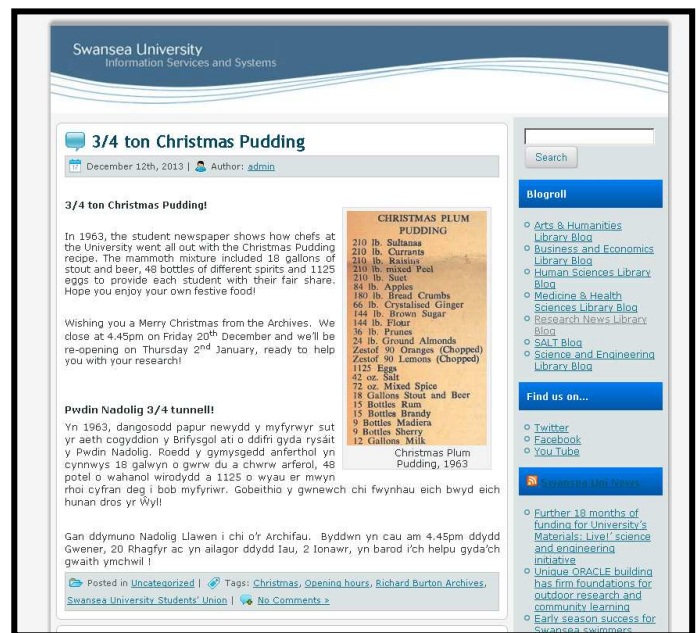 Swansea University
Information Services and Systems
3/4 ton Christmas Pudding
December 12th, 2013 | Author: admin
3/4 ton Christmas Pudding!
In 1963, the student newspaper shows how chefs at
the University went all out with the Christmas Pudding
recipe. The mammoth mixture included 18 gallons of
stout and beer, 48 bottles of different spirits and 1125
eggs to provide each student with their fair share.
Hope you enjoy your own festive food!
Wishing you a Merry Christmas from the Archives. We
close at 4.45pm on Friday 20th December and we'll be
re-opening on Thursday 2nd January, ready to help
you with your research!
CHRISTMAS PLUM
PUDDING
210 lb. Sultanas
210 lb. Currants
210 lb. Raisins
210 lb. mixed Peel
210 lb. Suet
84 lb. Apples
180 lb. Bread Crumbs
66 lb. Crystalised Ginger
144 lb. Brown Sugar
144 lb. Flour
36 lb. Prunes
24 lb. Ground Almonds
Zestof 90 Oranges (Chopped)
Zestof 90 Lemons (Chopped)
1125 Eggs
42 oz. Salt
72 oz. Mixed Spice
18 Gallons Stout and Beer
15 Bottles Rum
15 Bottles Brandy
9 Bottles Madiera
9 Bottles Sherry
12 Gallons Milk
Christmas Plum
Pudding, 1963
Pwdin Nadolig 3/4 tunnell!
Yn 1963, dangosodd papur newydd y myfyrwyr sut
yr aeth cogyddion y Brifysgol ati o ddifri gyda rysáit
y Pwdin Nadolig. Roedd y gymysgedd anferthol yn
cynnwys 18 galwyn o gwrw du a chwrw arferol, 48
potel o wahanol wirodydd a 1125 o wyau er mwyn
rhoi cyfran deg i bob myfyriwr. Gobeithio y gwnewch chi fwynhau eich bwyd eich
hunan dros yr Ŵyl!
Gan ddymuno Nadolig Llawen i chi o'r Archifau. Byddwn yn cau am 4.45pm ddydd
Gwener, 20 Rhagfyr ac yn ailagor ddydd Iau, 2 Ionawr, yn barod i'ch helpu gyda'ch
gwaith ymchwil !
Posted in Uncategorized | Tags: Christmas, Opening hours, Richard Burton Archives,
Swansea University Students' Union | No Comments »
Search
Blogroll
Arts & Humanities
Library Blog
Business and Economics
Library Blog
Human Sciences Library
Blog
Medicine & Health
Sciences Library Blog
Research News Library
Blog
SALT Blog
Science and Engineering
Library Blog
Find us on...
Twitter
Facebook
You Tube
Swansea Uni News
Further 18 months of
funding for University's
Materials: Live!' science
and engineering
initiative
Unique ORACLE building
has firm foundations for
outdoor research and
community learning
Early season success for
Swansea swimmers